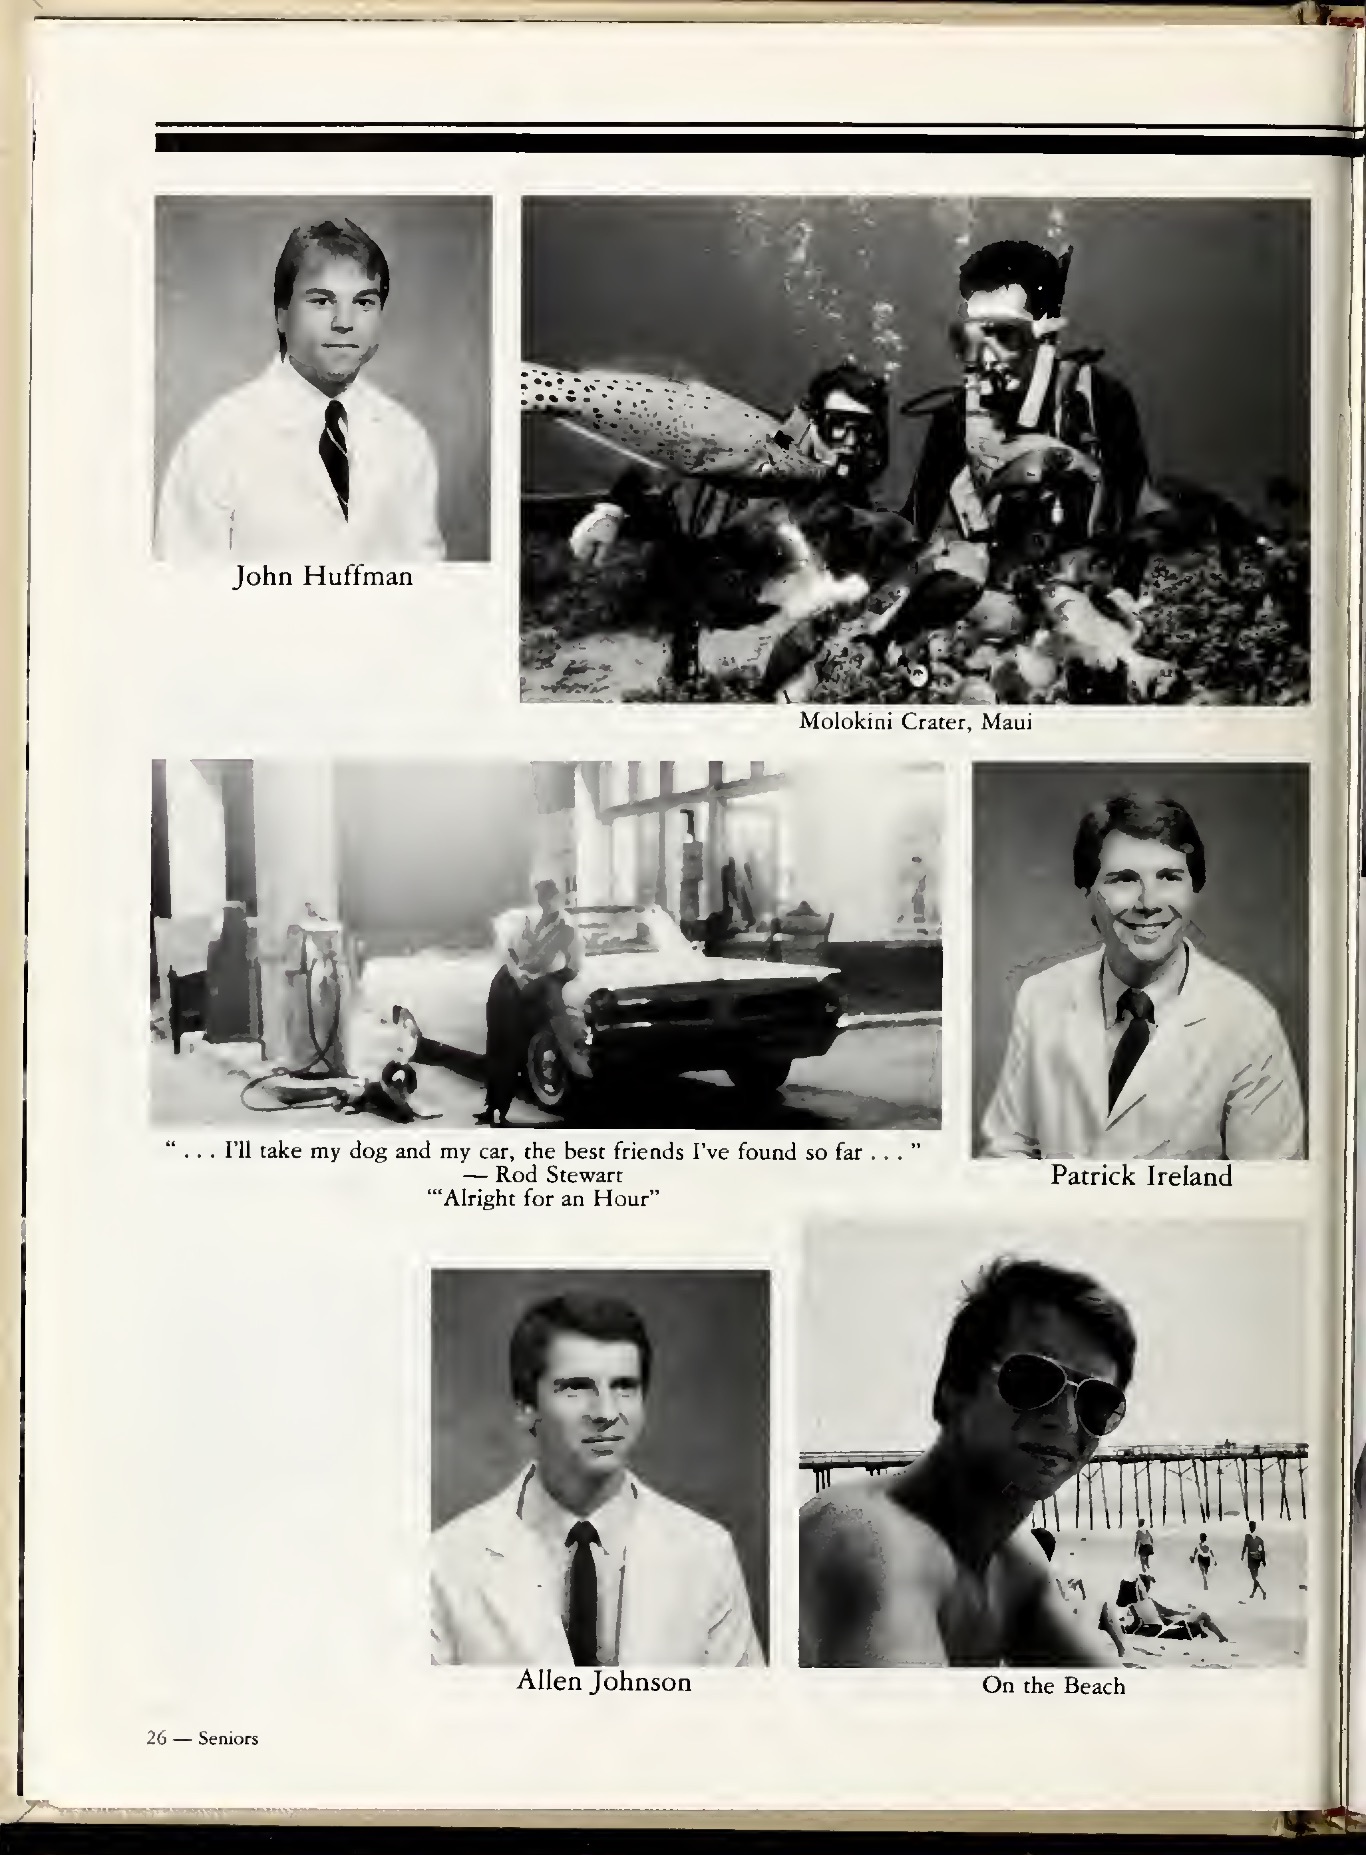 John Huffman
Molokini Crater, Maui
“ . . . I'll take my dog and my car, the best friends I've found so far . . . ”
— Rod Stewart
“‘Alright for an Hour”
Patrick Ireland
Allen Johnson
On the Beach
26 — Seniors